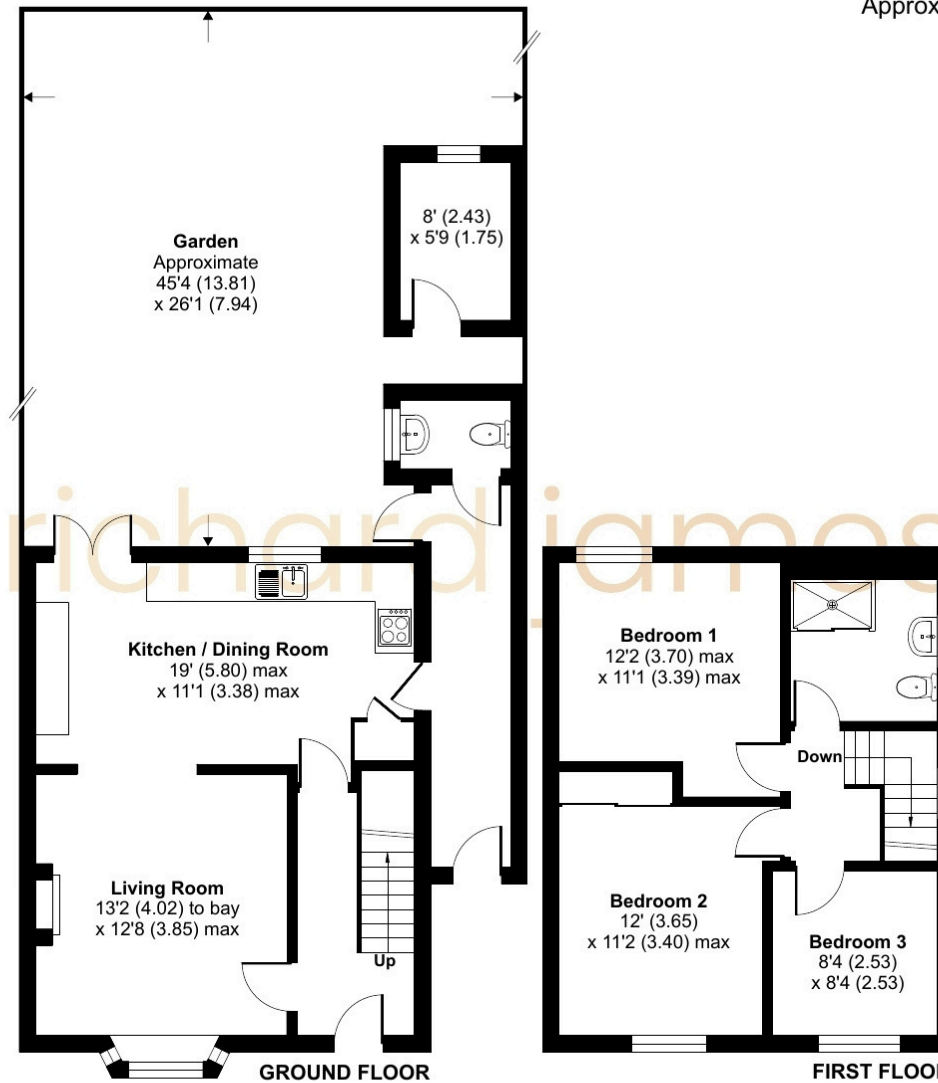 Approx
8' (2.43)
x 5'9 (1.75)
Garden
Approximate
45'4 (13.81)
x 26'1 (7.94)
richard james
Kitchen / Dining Room
19' (5.80) max
x 11'1 (3.38) max
Bedroom 1
12'2 (3.70) max
x 11'1 (3.39) max
Down
Living Room
13'2 (4.02) to bay
x 12'8 (3.85) max
Up
Bedroom 2
12' (3.65)
x 11'2 (3.40) max
Bedroom 3
8'4 (2.53)
x 8'4 (2.53)
GROUND FLOOR
FIRST FLOOR